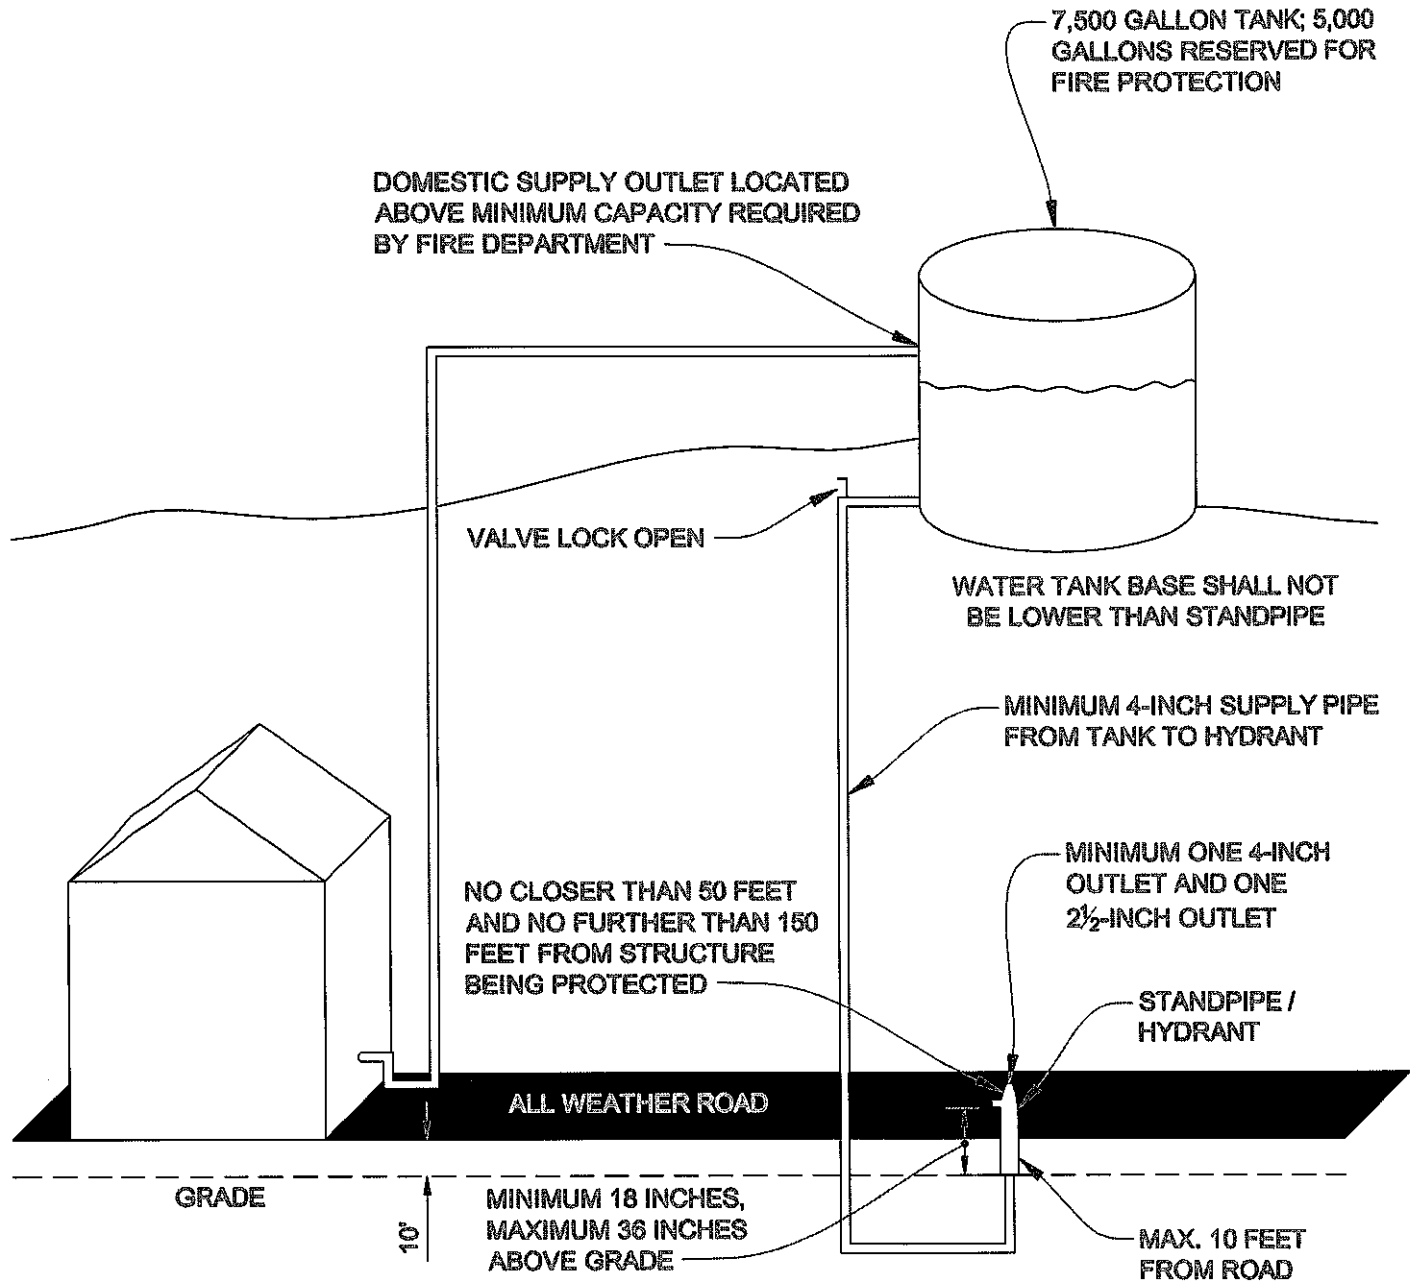 7,500 GALLON TANK; 5,000
GALLONS RESERVED FOR
FIRE PROTECTION
DOMESTIC SUPPLY OUTLET LOCATED
ABOVE MINIMUM CAPACITY REQUIRED
BY FIRE DEPARTMENT
VALVE LOCK OPEN
WATER TANK BASE SHALL NOT
BE LOWER THAN STANDPIPE
MINIMUM 4-INCH SUPPLY PIPE
FROM TANK TO HYDRANT
MINIMUM ONE 4-INCH
OUTLET AND ONE
2½-INCH OUTLET
NO CLOSER THAN 50 FEET
AND NO FURTHER THAN 150
FEET FROM STRUCTURE
BEING PROTECTED
STANDPIPE /
HYDRANT
ALL WEATHER ROAD
GRADE
10'
MINIMUM 18 INCHES,
MAXIMUM 36 INCHES
ABOVE GRADE
MAX. 10 FEET
FROM ROAD